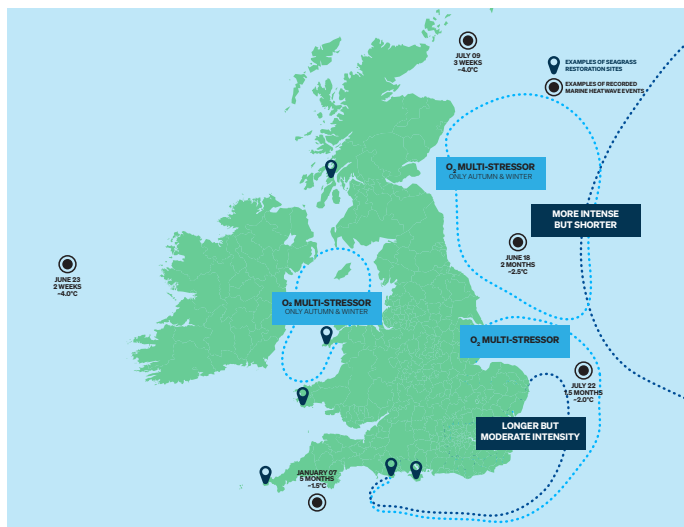 JULY 09
3 WEEKS
~4.0°C
EXAMPLES OF SEAGRASS
RESTORATION SITES
EXAMPLES OF RECORDED
MARINE HEATWAVE EVENTS
O₂ MULTI-STRESSOR
ONLY AUTUMN & WINTER
MORE INTENSE
BUT SHORTER
JUNE 18
2 MONTHS
~2.5°C
JUNE 23
2 WEEKS
~4.0°C
O₂ MULTI-STRESSOR
ONLY AUTUMN & WINTER
O₂ MULTI-STRESSOR
JULY 22
1,5 MONTHS
~2.0°C
LONGER BUT
MODERATE INTENSITY
JANUARY 07
5 MONTHS
~1.5°C